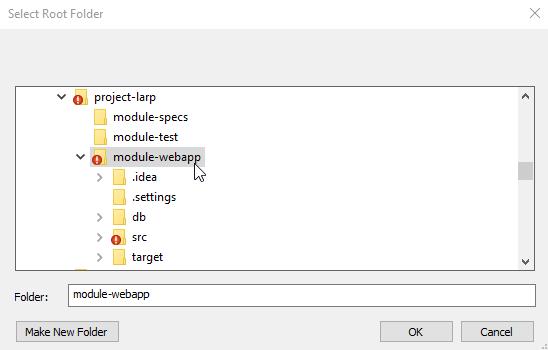 Select Root Folder
project-larp
module-specs
module-test
module-webapp
.idea
.settings
db
src
target
Folder: module-webapp
Make New Folder OK Cancel